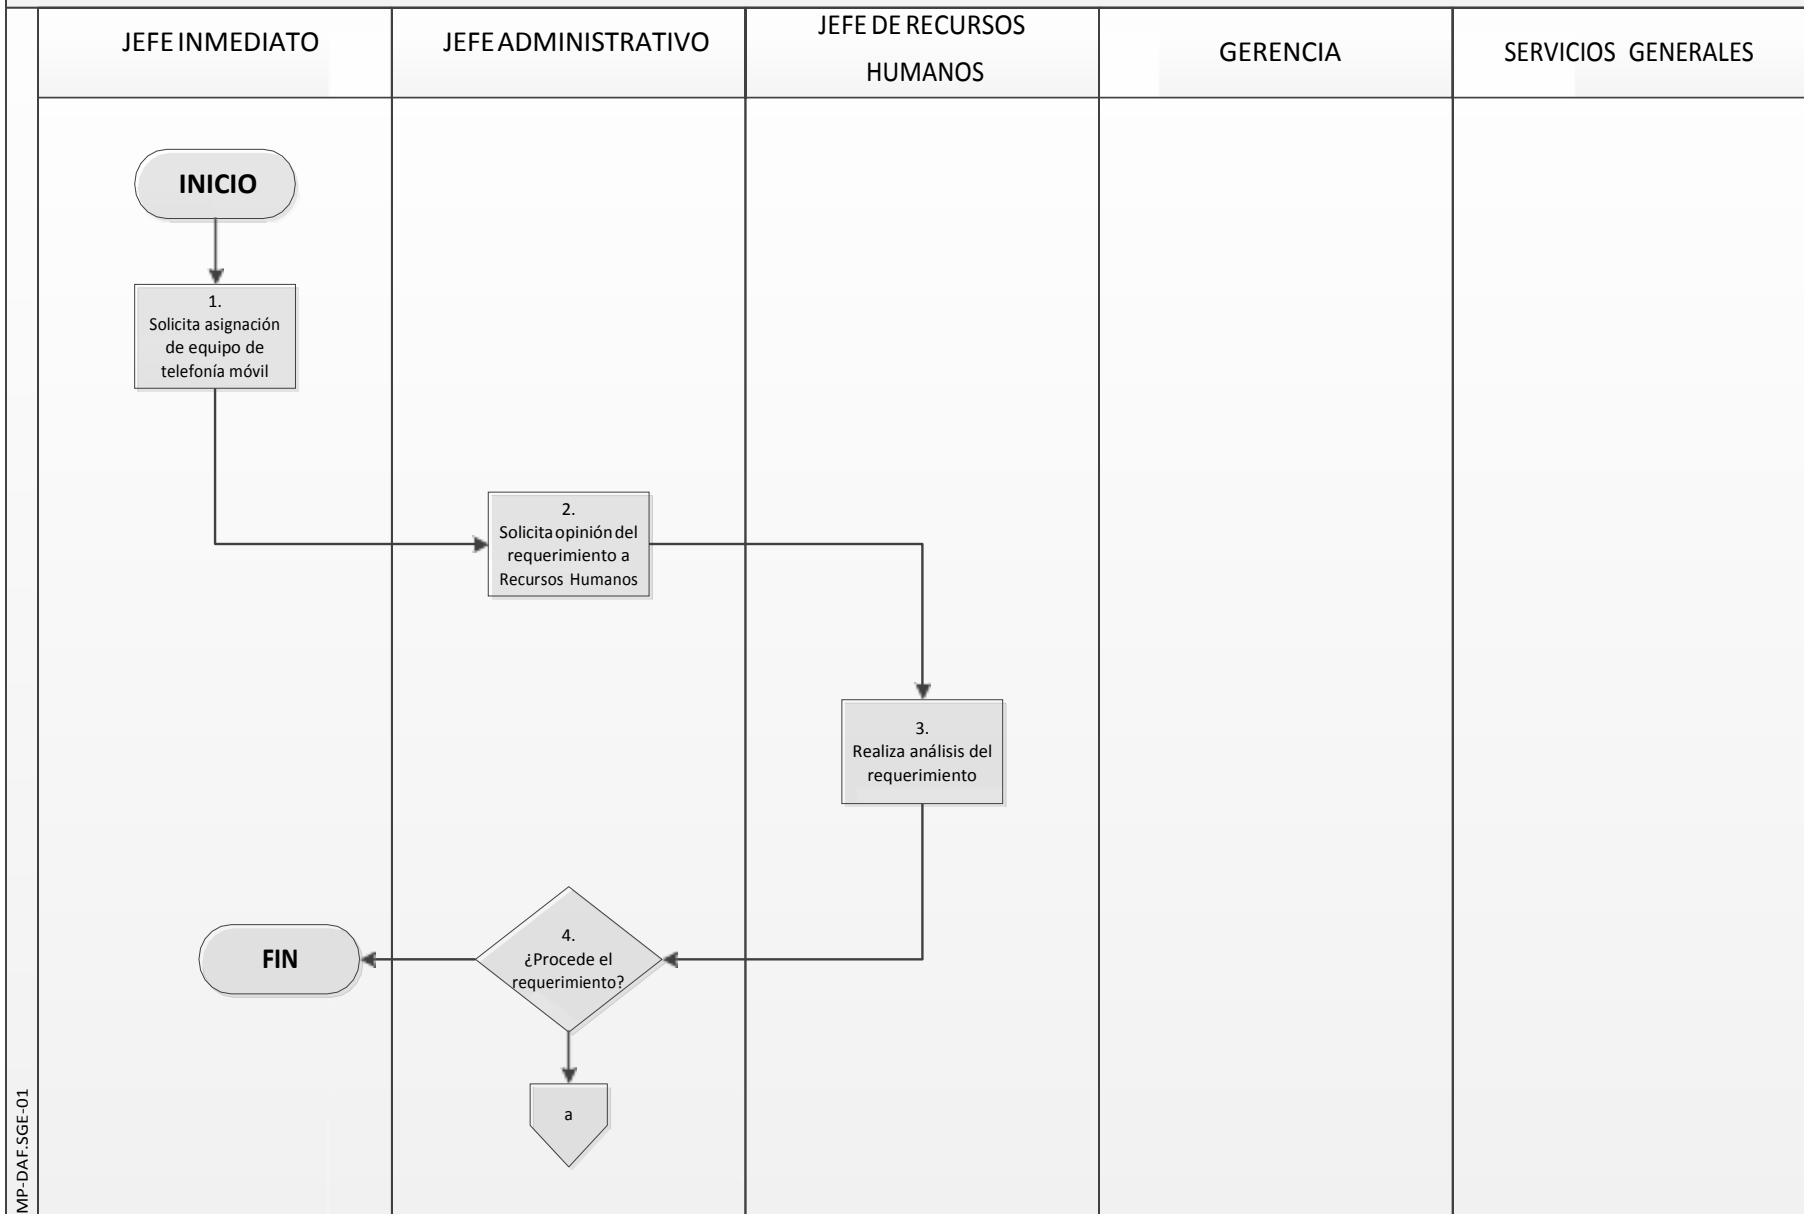 JEFE INMEDIATO
JEFE ADMINISTRATIVO
JEFE DE RECURSOS
HUMANOS
GERENCIA
SERVICIOS GENERALES
INICIO
1.
Solicita asignación
de equipo de
telefonía móvil
2.
Solicita opinión del
requerimiento a
Recursos Humanos
3.
Realiza análisis del
requerimiento
4.
¿Procede el
requerimiento?
FIN
a
MP-DAF.SGE-01